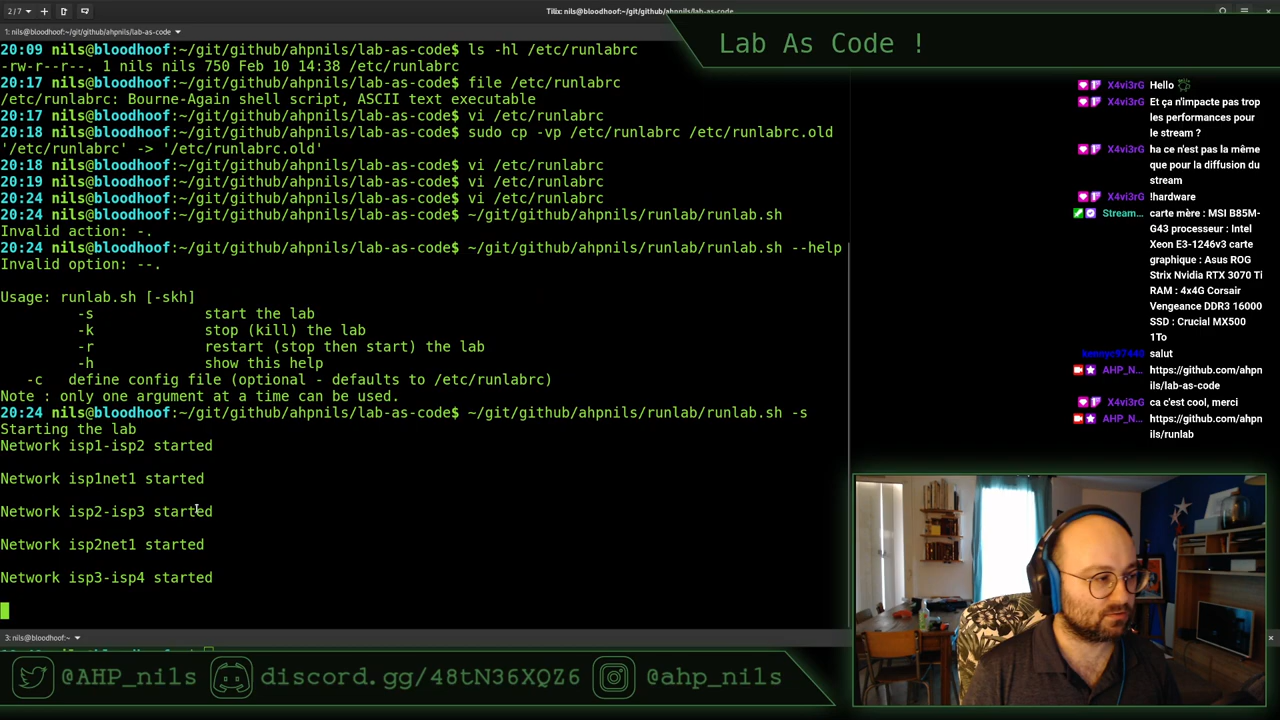 2/7
Tilix: nils@bloodhoof:~/git/github/ahpnils/lab-as-code
1: nils@bloodhoof:~/git/github/ahpnils/lab-as-code
20:09 nils@bloodhoof:~/git/github/ahpnils/lab-as-code$ ls -hl /etc/runlabrc
-rw-r--r--. 1 nils nils 750 Feb 10 14:38 /etc/runlabrc
20:17 nils@bloodhoof:~/git/github/ahpnils/lab-as-code$ file /etc/runlabrc
/etc/runlabrc: Bourne-Again shell script, ASCII text executable
20:17 nils@bloodhoof:~/git/github/ahpnils/lab-as-code$ vi /etc/runlabrc
20:18 nils@bloodhoof:~/git/github/ahpnils/lab-as-code$ sudo cp -vp /etc/runlabrc /etc/runlabrc.old
'/etc/runlabrc' -> '/etc/runlabrc.old'
20:18 nils@bloodhoof:~/git/github/ahpnils/lab-as-code$ vi /etc/runlabrc
20:19 nils@bloodhoof:~/git/github/ahpnils/lab-as-code$ vi /etc/runlabrc
20:24 nils@bloodhoof:~/git/github/ahpnils/lab-as-code$ vi /etc/runlabrc
20:24 nils@bloodhoof:~/git/github/ahpnils/lab-as-code$ ~/git/github/ahpnils/runlab/runlab.sh
Invalid action: -.
20:24 nils@bloodhoof:~/git/github/ahpnils/lab-as-code$ ~/git/github/ahpnils/runlab/runlab.sh --help
Invalid option: --.
Usage: runlab.sh [-skh]
-s start the lab
-k stop (kill) the lab
-r restart (stop then start) the lab
-h show this help
-c define config file (optional - defaults to /etc/runlabrc)
Note : only one argument at a time can be used.
20:24 nils@bloodhoof:~/git/github/ahpnils/lab-as-code$ ~/git/github/ahpnils/runlab/runlab.sh -s
Starting the lab
Network isp1-isp2 started
Network isp1net1 started
Network isp2-isp3 started
Network isp2net1 started
Network isp3-isp4 started
3: nils@bloodhoof:~
Lab As Code !
X4vi3rG Hello
X4vi3rG Et ça n'impacte pas trop
les performances pour
le stream ?
X4vi3rG ha ce n'est pas la même
que pour la diffusion du
stream
X4vi3rG !hardware
Stream... carte mère : MSI B85M-
G43 processeur : Intel
Xeon E3-1246v3 carte
graphique : Asus ROG
Strix Nvidia RTX 3070 Ti
RAM : 4x4G Corsair
Vengeance DDR3 16000
SSD : Crucial MX500
1To
salut
AHP_N... https://github.com/ahpn
ils/lab-as-code
X4vi3rG ca c'est cool, merci
AHP_N... https://github.com/ahpn
ils/runlab
@AHP_nils discord.gg/48tN36XQZ6 @ahp_nils